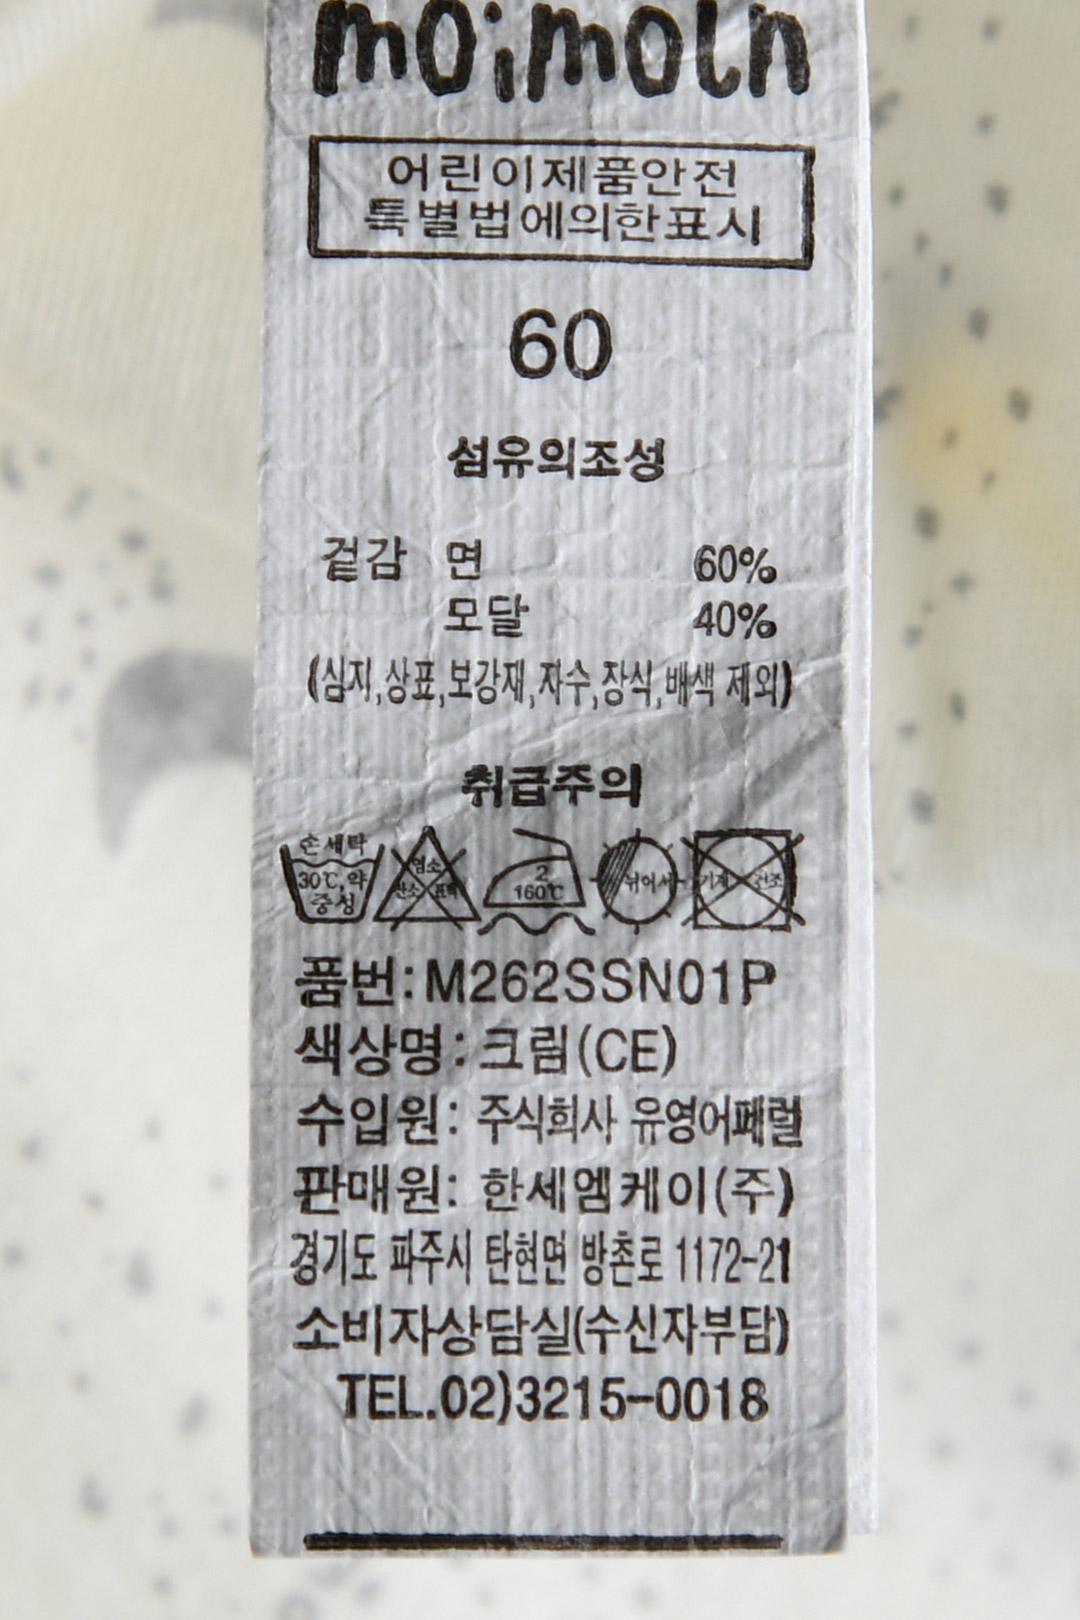 moimoln
어린이제품안전
특별법에의한표시
60
섬유의조성
겉감 면 60%
모달 40%
(심지,상표,보강재,자수,장식,배색 제외)
취급주의
손세탁
30℃,약
중성
염소
산소 표백
2
160℃
뉘어서
기계 건조
품번:M262SSN01P
색상명:크림(CE)
수입원: 주식회사 유영어패럴
판매원: 한세엠케이(주)
경기도 파주시 탄현면 방촌로 1172-21
소비자상담실(수신자부담)
TEL.02)3215-0018